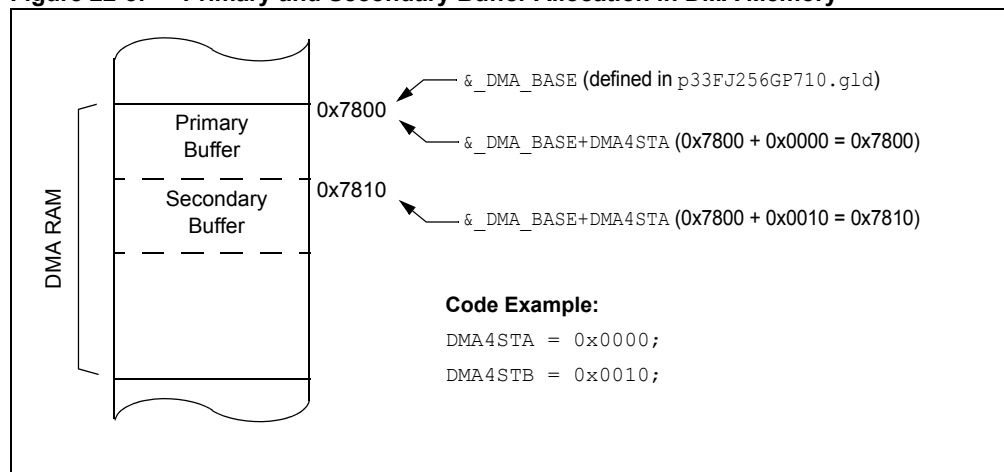 Figure 22-6: Primary and Secondary Buffer Allocation in DMA Memory
&_DMA_BASE (defined in p33FJ256GP710.gld)
0x7800
Primary
Buffer
&_DMA_BASE+DMA4STA (0x7800 + 0x0000 = 0x7800)
0x7810
Secondary
Buffer
&_DMA_BASE+DMA4STA (0x7800 + 0x0010 = 0x7810)
DMA RAM
Code Example:
DMA4STA = 0x0000;
DMA4STB = 0x0010;